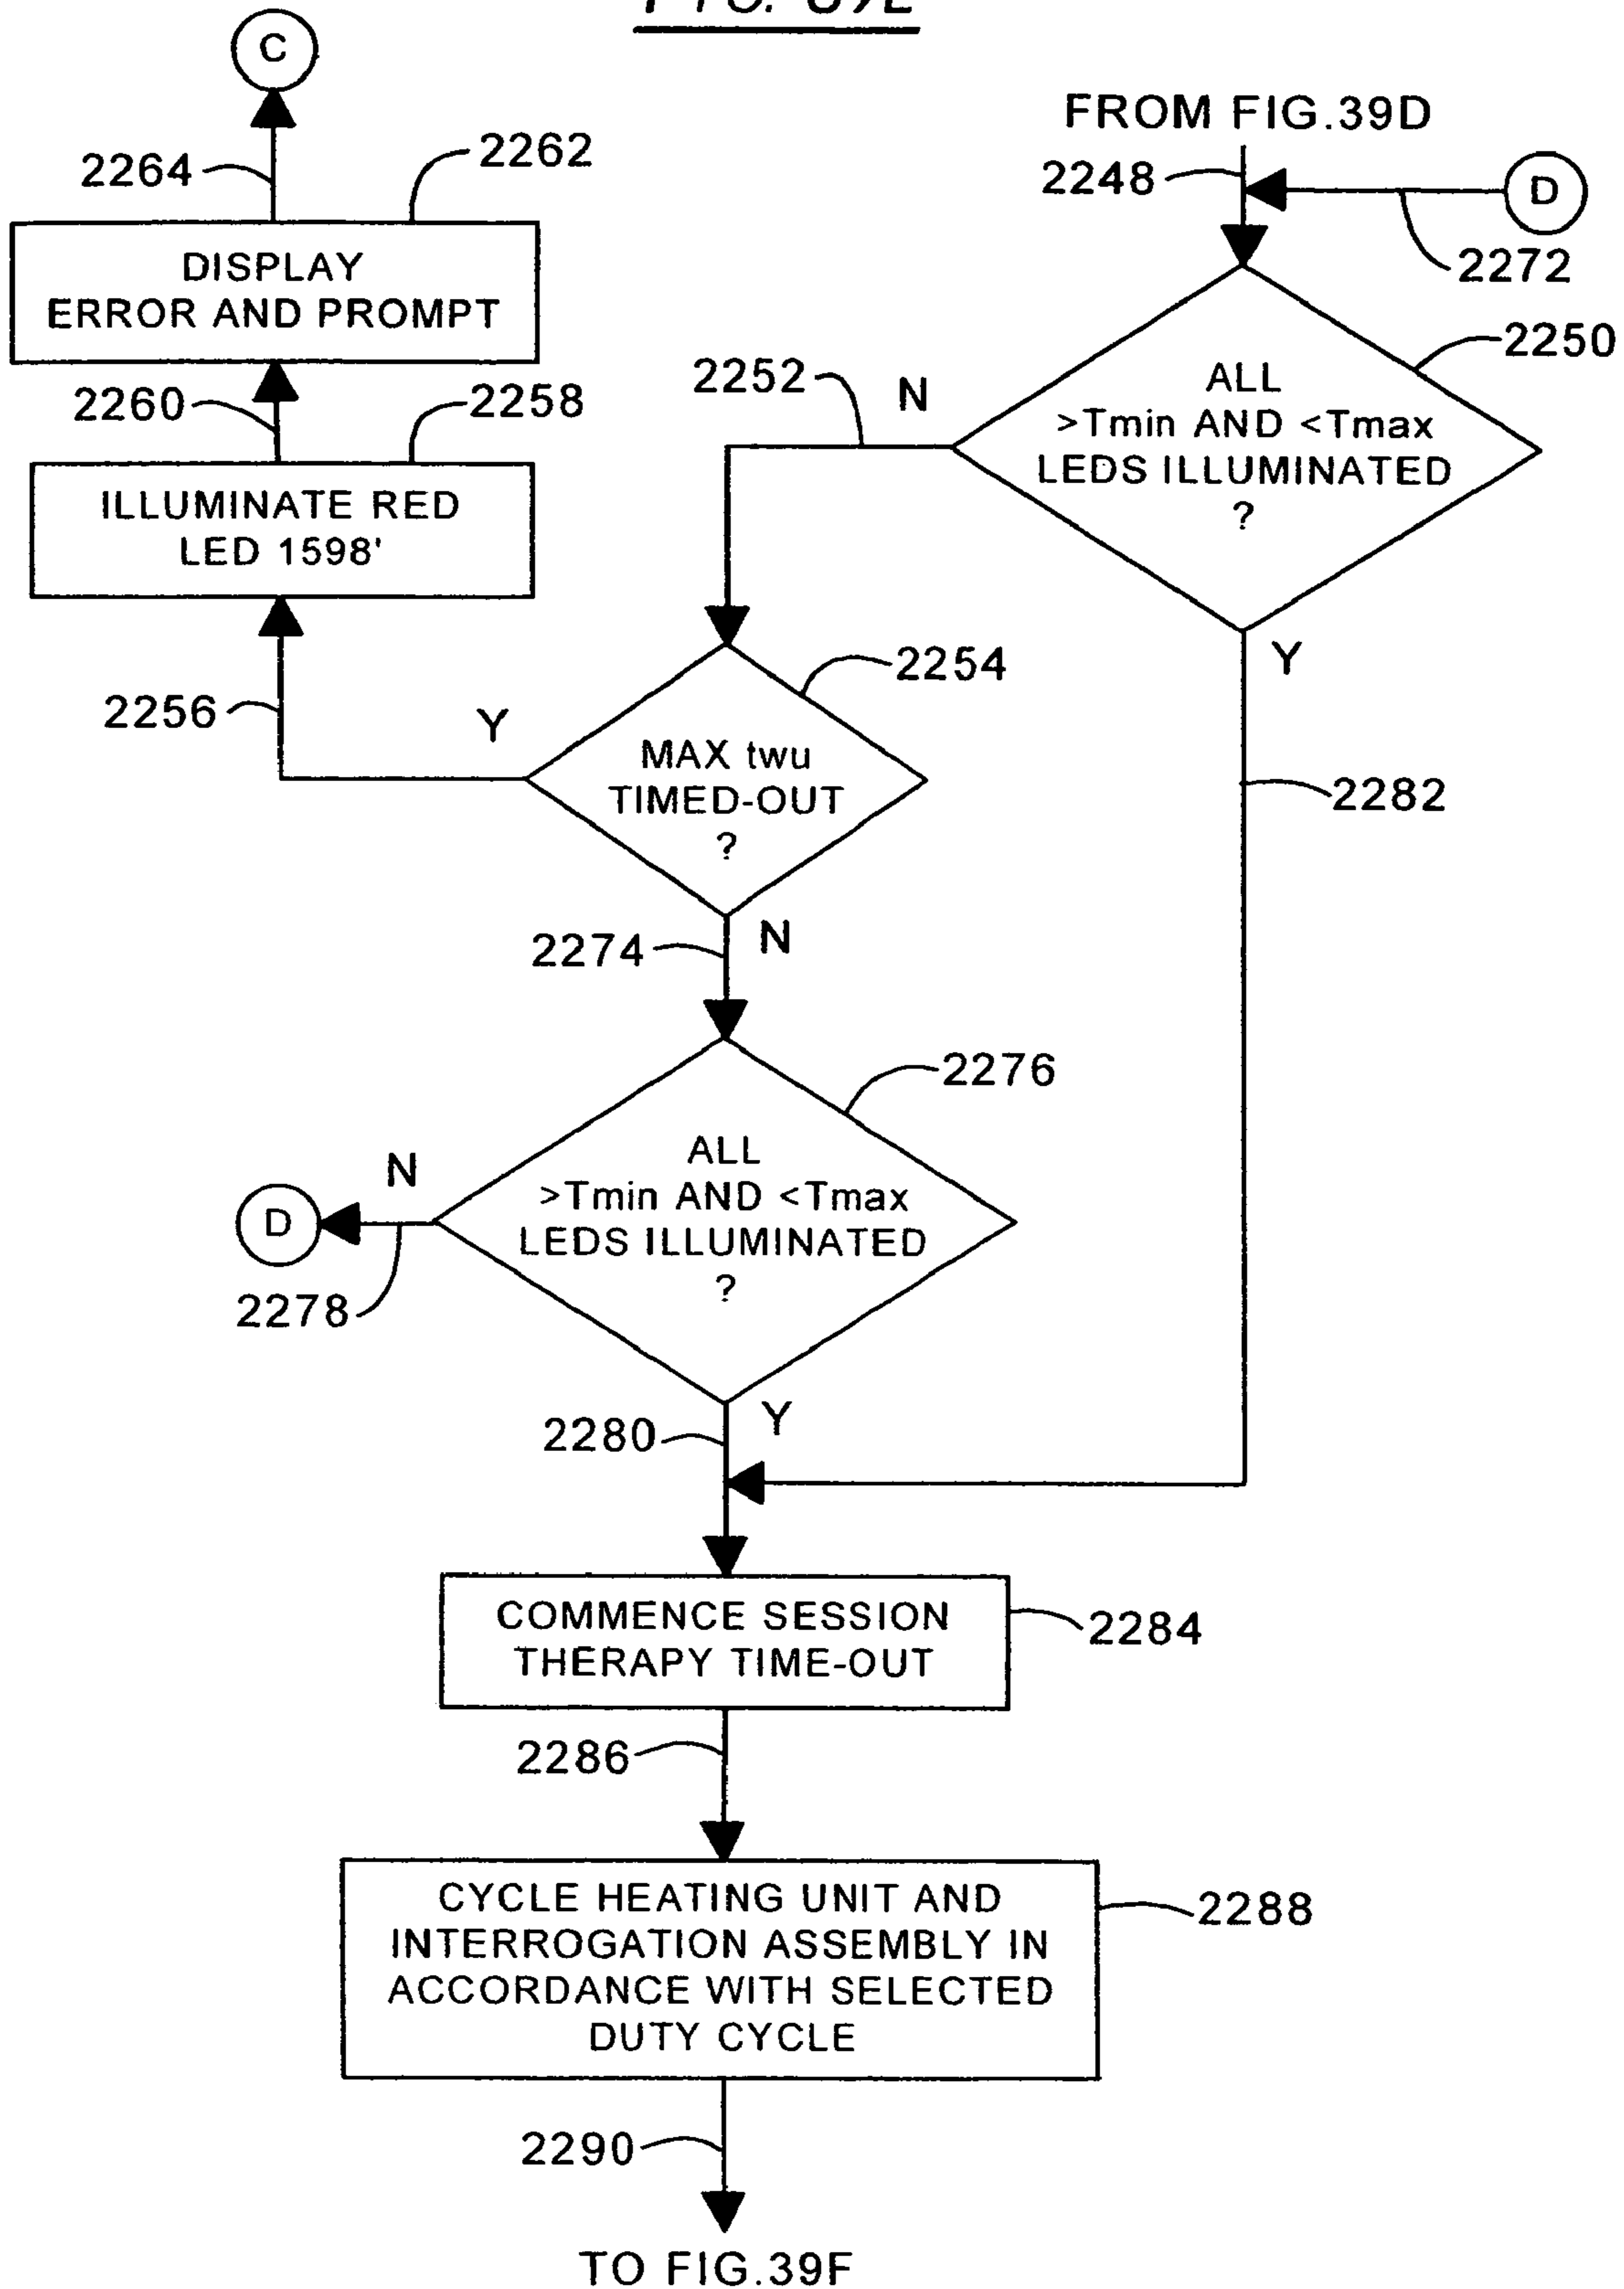 C
FROM FIG.39D
2264
2262
2248
D
DISPLAY
ERROR AND PROMPT
2272
2260
2258
2252
N
2250
ALL
>Tmin AND <Tmax
LEDS ILLUMINATED
?
ILLUMINATE RED
LED 1598'
2254
Y
2256
Y
MAX twu
TIMED-OUT
?
2282
2274
N
2276
ALL
>Tmin AND <Tmax
LEDS ILLUMINATED
?
N
D
2278
2280
Y
COMMENCE SESSION
THERAPY TIME-OUT
2284
2286
CYCLE HEATING UNIT AND
INTERROGATION ASSEMBLY IN
ACCORDANCE WITH SELECTED
DUTY CYCLE
2288
2290
TO FIG.39F